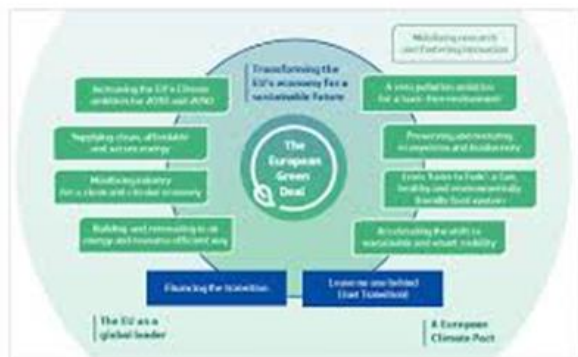 Mobilising research
and fostering innovation
Transforming the
EU's economy for a
sustainable future
Increasing the EU's Climate
ambition for 2030 and 2050
A zero pollution ambition
for a toxic-free environment
Supplying clean, affordable
and secure energy
Preserving and restoring
ecosystems and biodiversity
The
European
Green
Deal
Mobilising industry
for a clean and circular economy
From 'Farm to Fork': a fair,
healthy and environmentally
friendly food system
Building and renovating in an
energy and resource efficient way
Accelerating the shift to
sustainable and smart mobility
Financing the transition
Leave no one behind
(Just Transition)
The EU as a
global leader
A European
Climate Pact